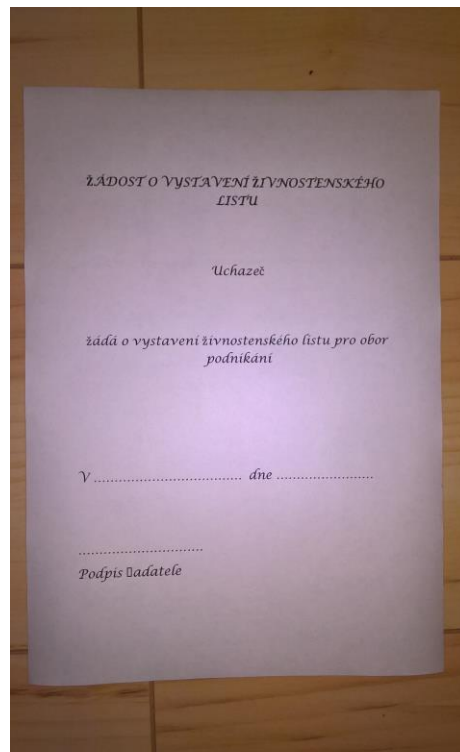 ŽÁDOST O VYSTAVENÍ ŽIVNOSTENSKÉHO
LISTU
Uchazeč
žádá o vystavení živnostenského listu pro obor
podnikání
V .................................... dne ........................
..............................
Podpis ▯adatele